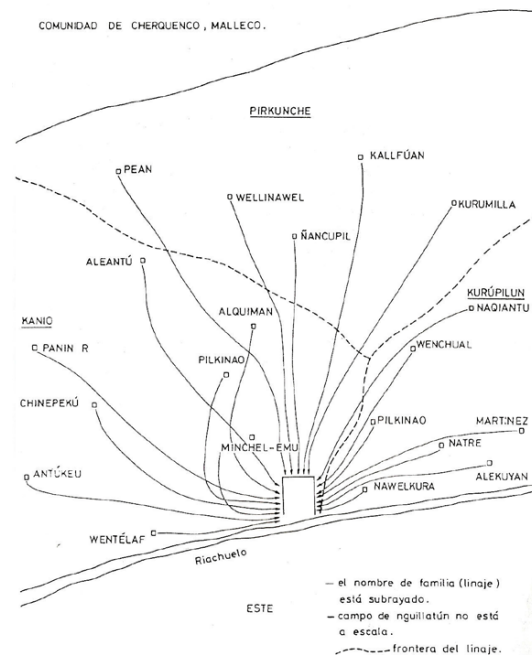 COMUNIDAD DE CHERQUENCO, MALLECO.
PIRKUNCHE
KALLFÚAN
PEAN
WELLINAWEL
KURUMILLA
ÑANCUPIL
ALEANTÚ
KURÚPILUN
NAQIANTU
ALQUIMAN
KANIO
WENCHUAL
PANIN R
PILKINAO
CHINEPEKÚ
PILKINAO
MARTINEZ
MINCHEL-EMU
NATRE
ALEKUYAN
ANTÚKEU
NAWELKURA
WENTÉLAF
Riachuelo
ESTE
— el nombre de familia (linaje)
está subrayado.
— campo de nguillatún no está
a escala.
frontera del linaje.